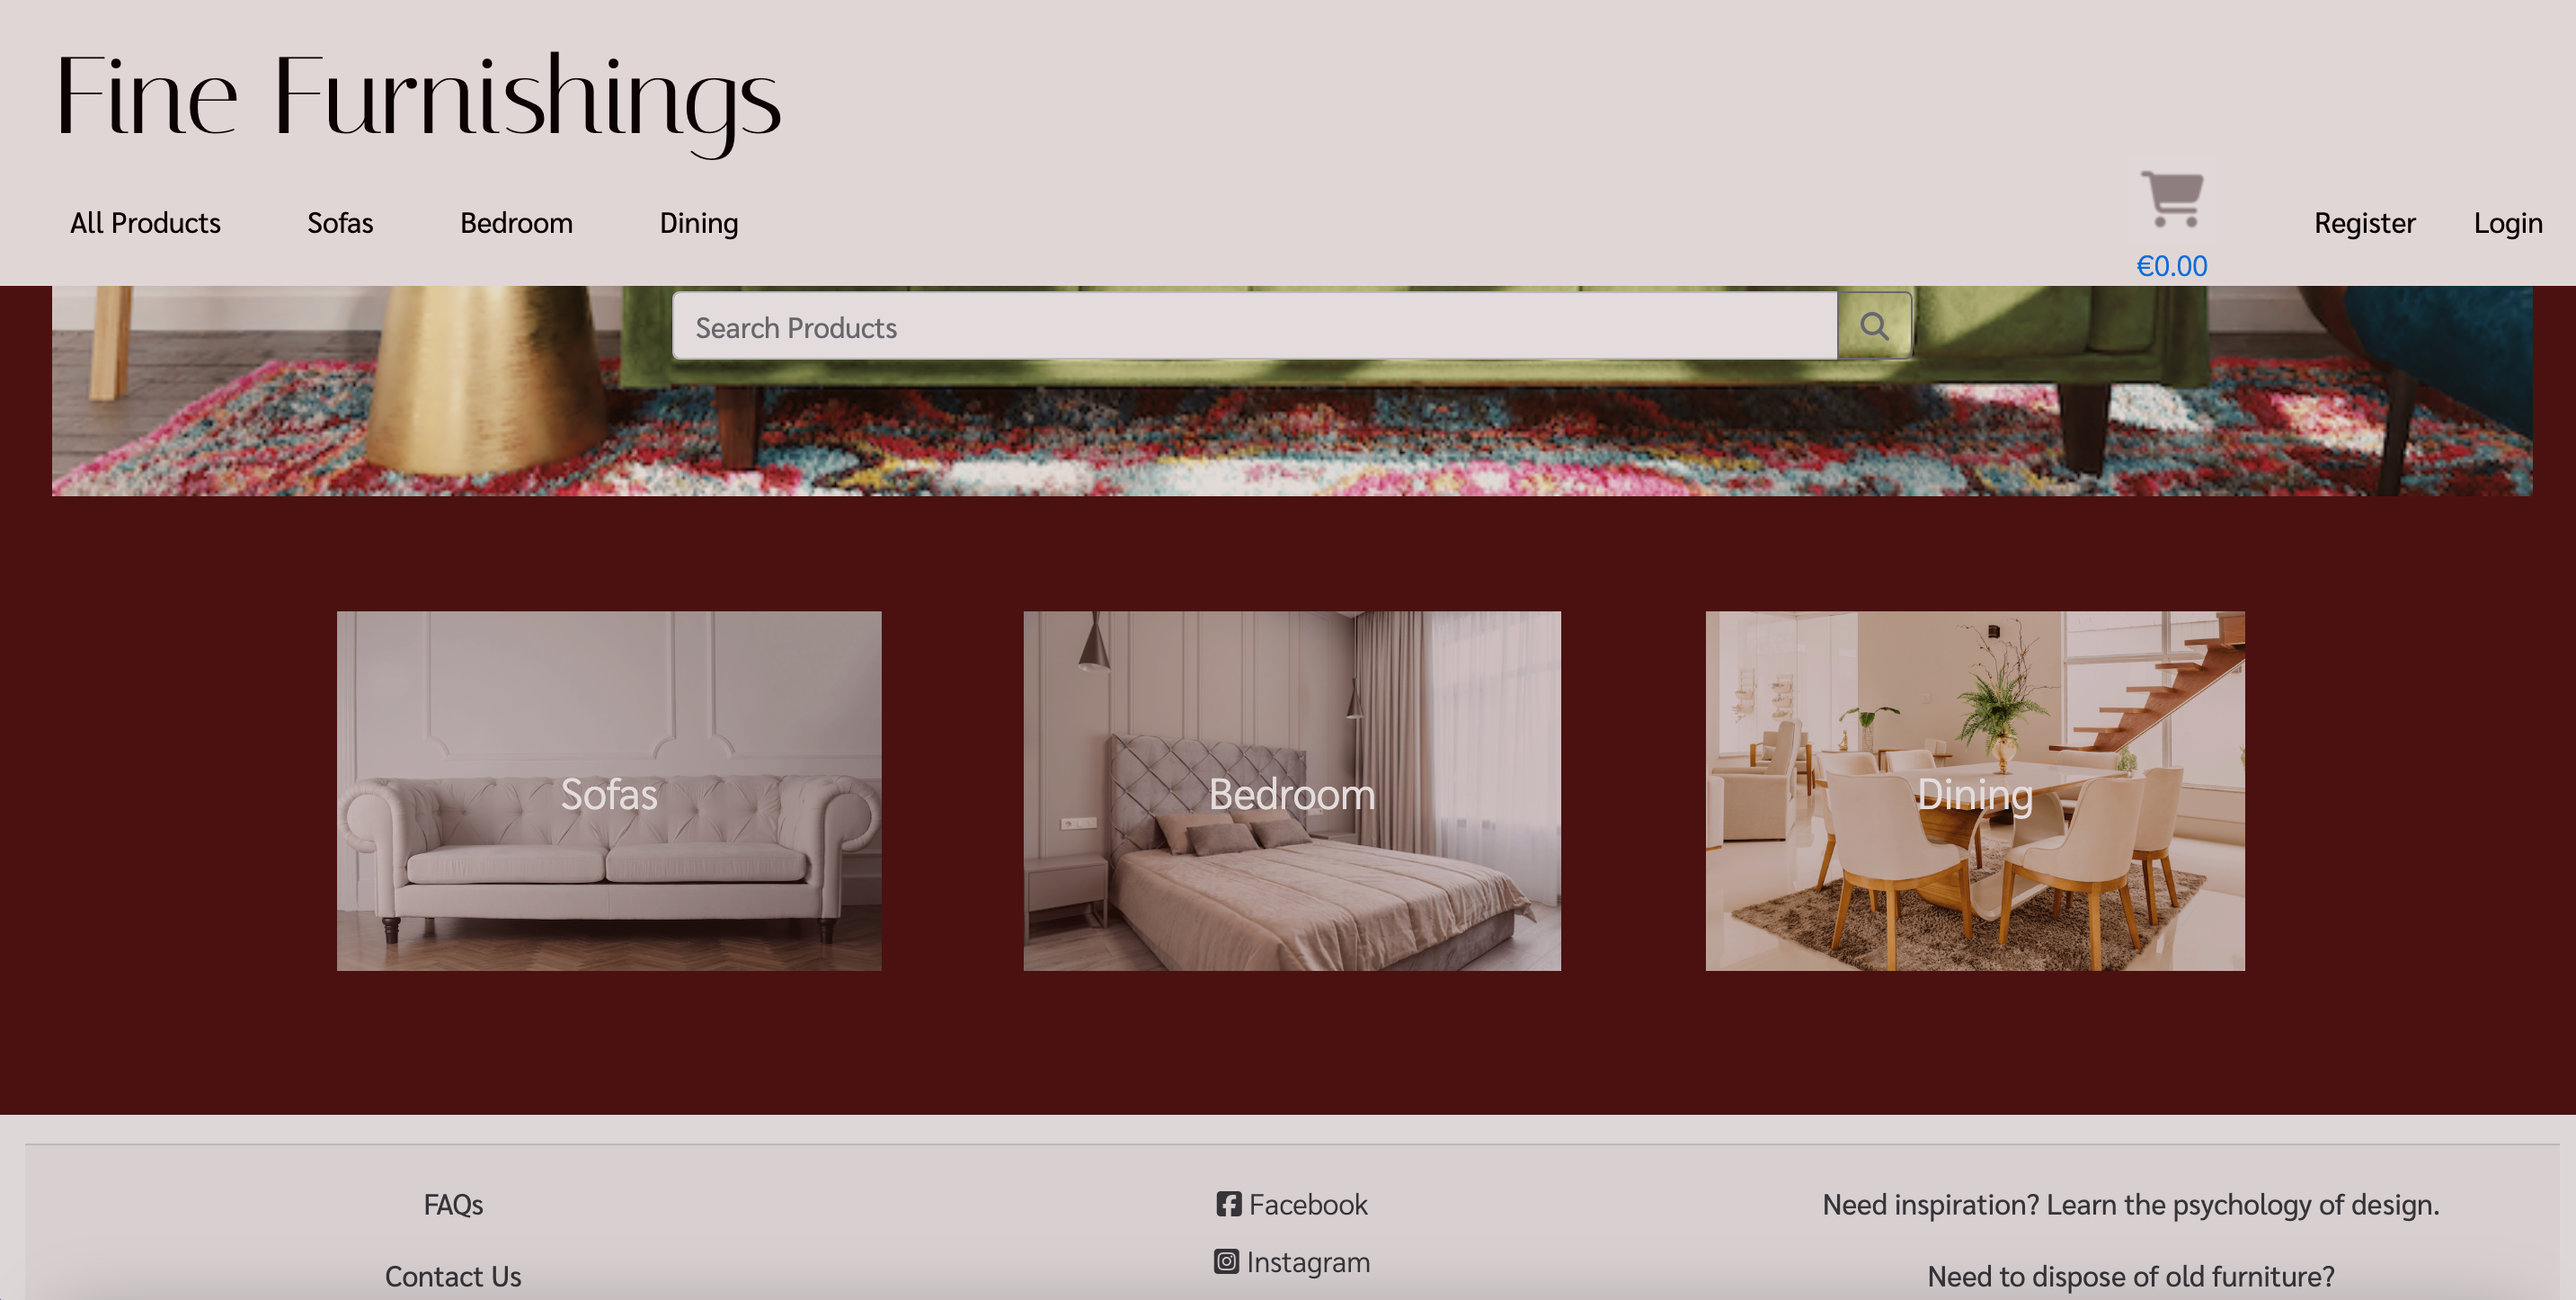 Fine Furnishings
All Products Sofas Bedroom Dining Register Login
€0.00
Search Products
Sofas Bedroom Dining
FAQs Facebook Need inspiration? Learn the psychology of design.
Instagram
Contact Us Need to dispose of old furniture?